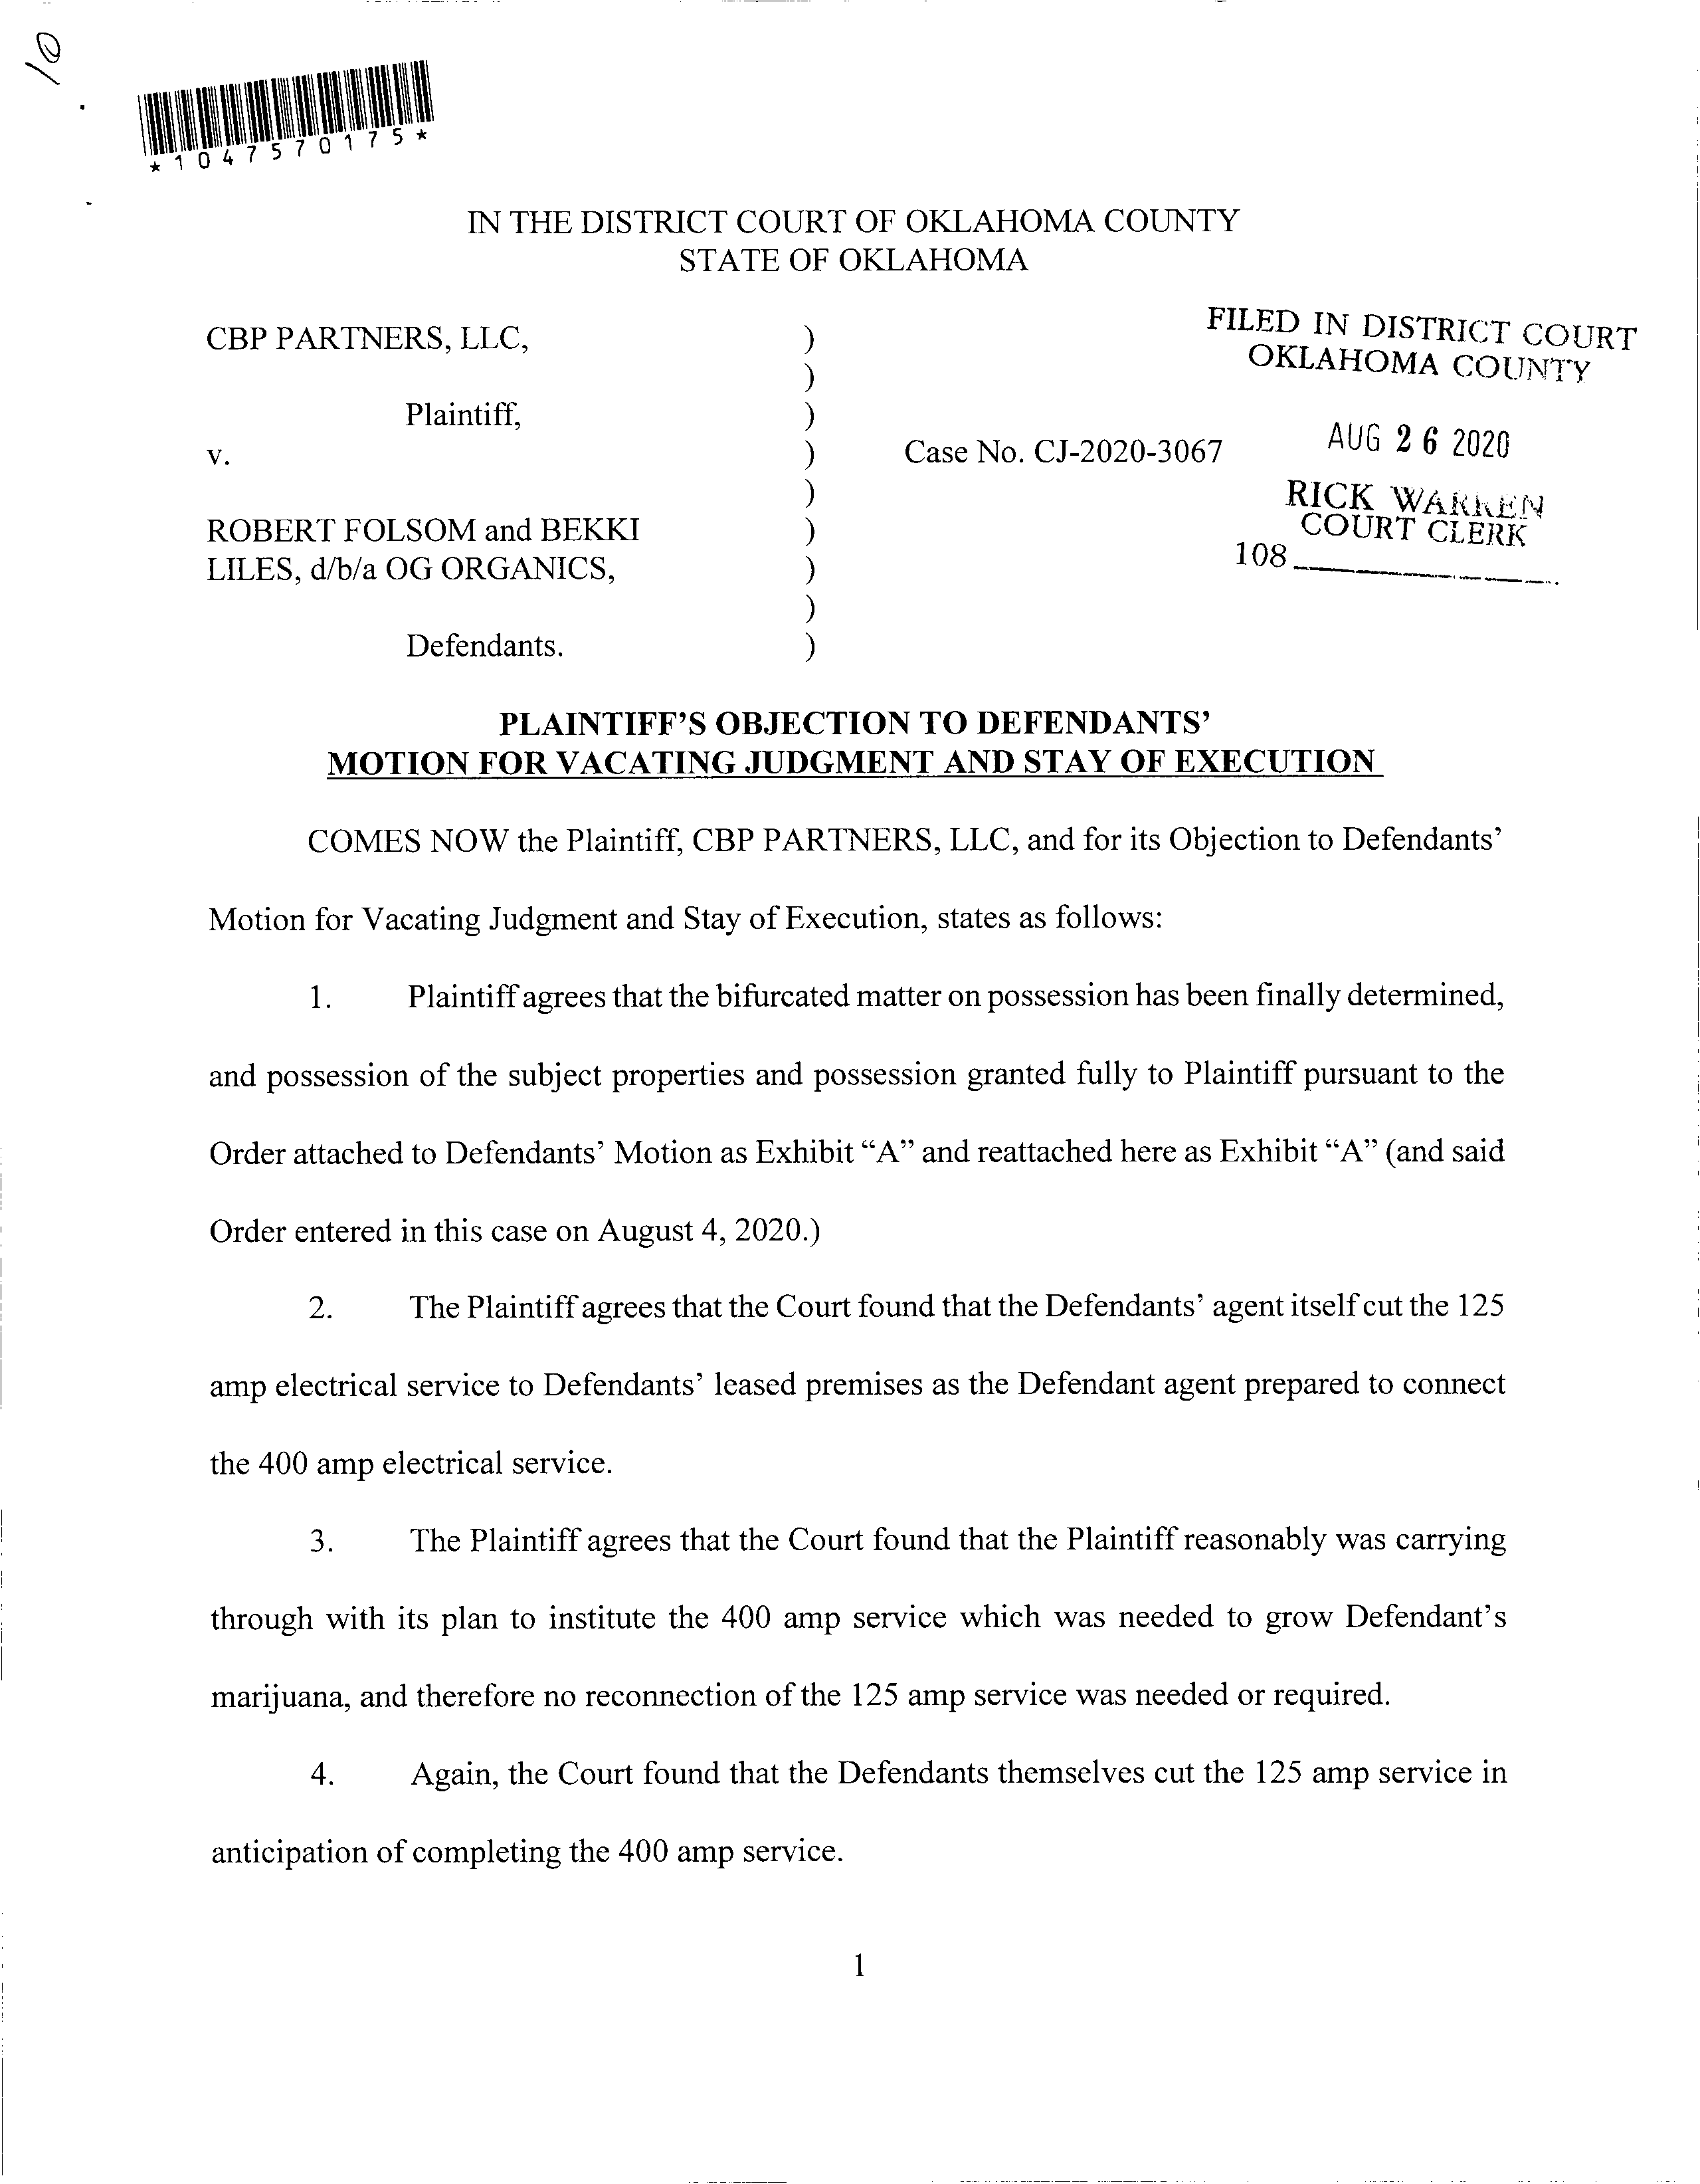 10
*1047570175*
IN THE DISTRICT COURT OF OKLAHOMA COUNTY
STATE OF OKLAHOMA
CBP PARTNERS, LLC, )
)
Plaintiff, )
v. ) Case No. CJ-2020-3067
)
ROBERT FOLSOM and BEKKI )
LILES, d/b/a OG ORGANICS, )
)
Defendants. )
FILED IN DISTRICT COURT
OKLAHOMA COUNTY
AUG 26 2020
RICK WARREN
COURT CLERK
108
PLAINTIFF'S OBJECTION TO DEFENDANTS'
MOTION FOR VACATING JUDGMENT AND STAY OF EXECUTION
COMES NOW the Plaintiff, CBP PARTNERS, LLC, and for its Objection to Defendants'
Motion for Vacating Judgment and Stay of Execution, states as follows:
1. Plaintiff agrees that the bifurcated matter on possession has been finally determined,
and possession of the subject properties and possession granted fully to Plaintiff pursuant to the
Order attached to Defendants' Motion as Exhibit “A” and reattached here as Exhibit “A” (and said
Order entered in this case on August 4, 2020.)
2. The Plaintiff agrees that the Court found that the Defendants' agent itself cut the 125
amp electrical service to Defendants' leased premises as the Defendant agent prepared to connect
the 400 amp electrical service.
3. The Plaintiff agrees that the Court found that the Plaintiff reasonably was carrying
through with its plan to institute the 400 amp service which was needed to grow Defendant's
marijuana, and therefore no reconnection of the 125 amp service was needed or required.
4. Again, the Court found that the Defendants themselves cut the 125 amp service in
anticipation of completing the 400 amp service.
1